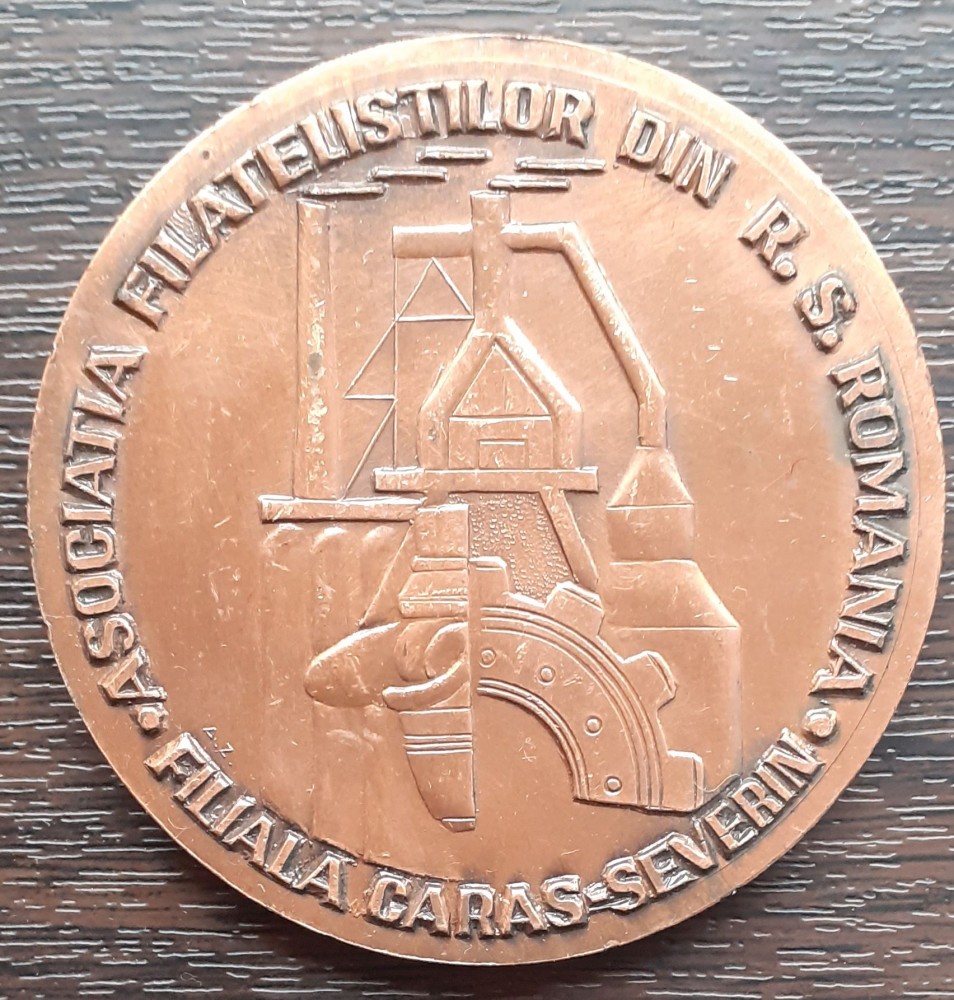 • ASOCIATIA FILATELISTILOR DIN R. S. ROMANIA •
FILIALA CARAS-SEVERIN
L.Z.